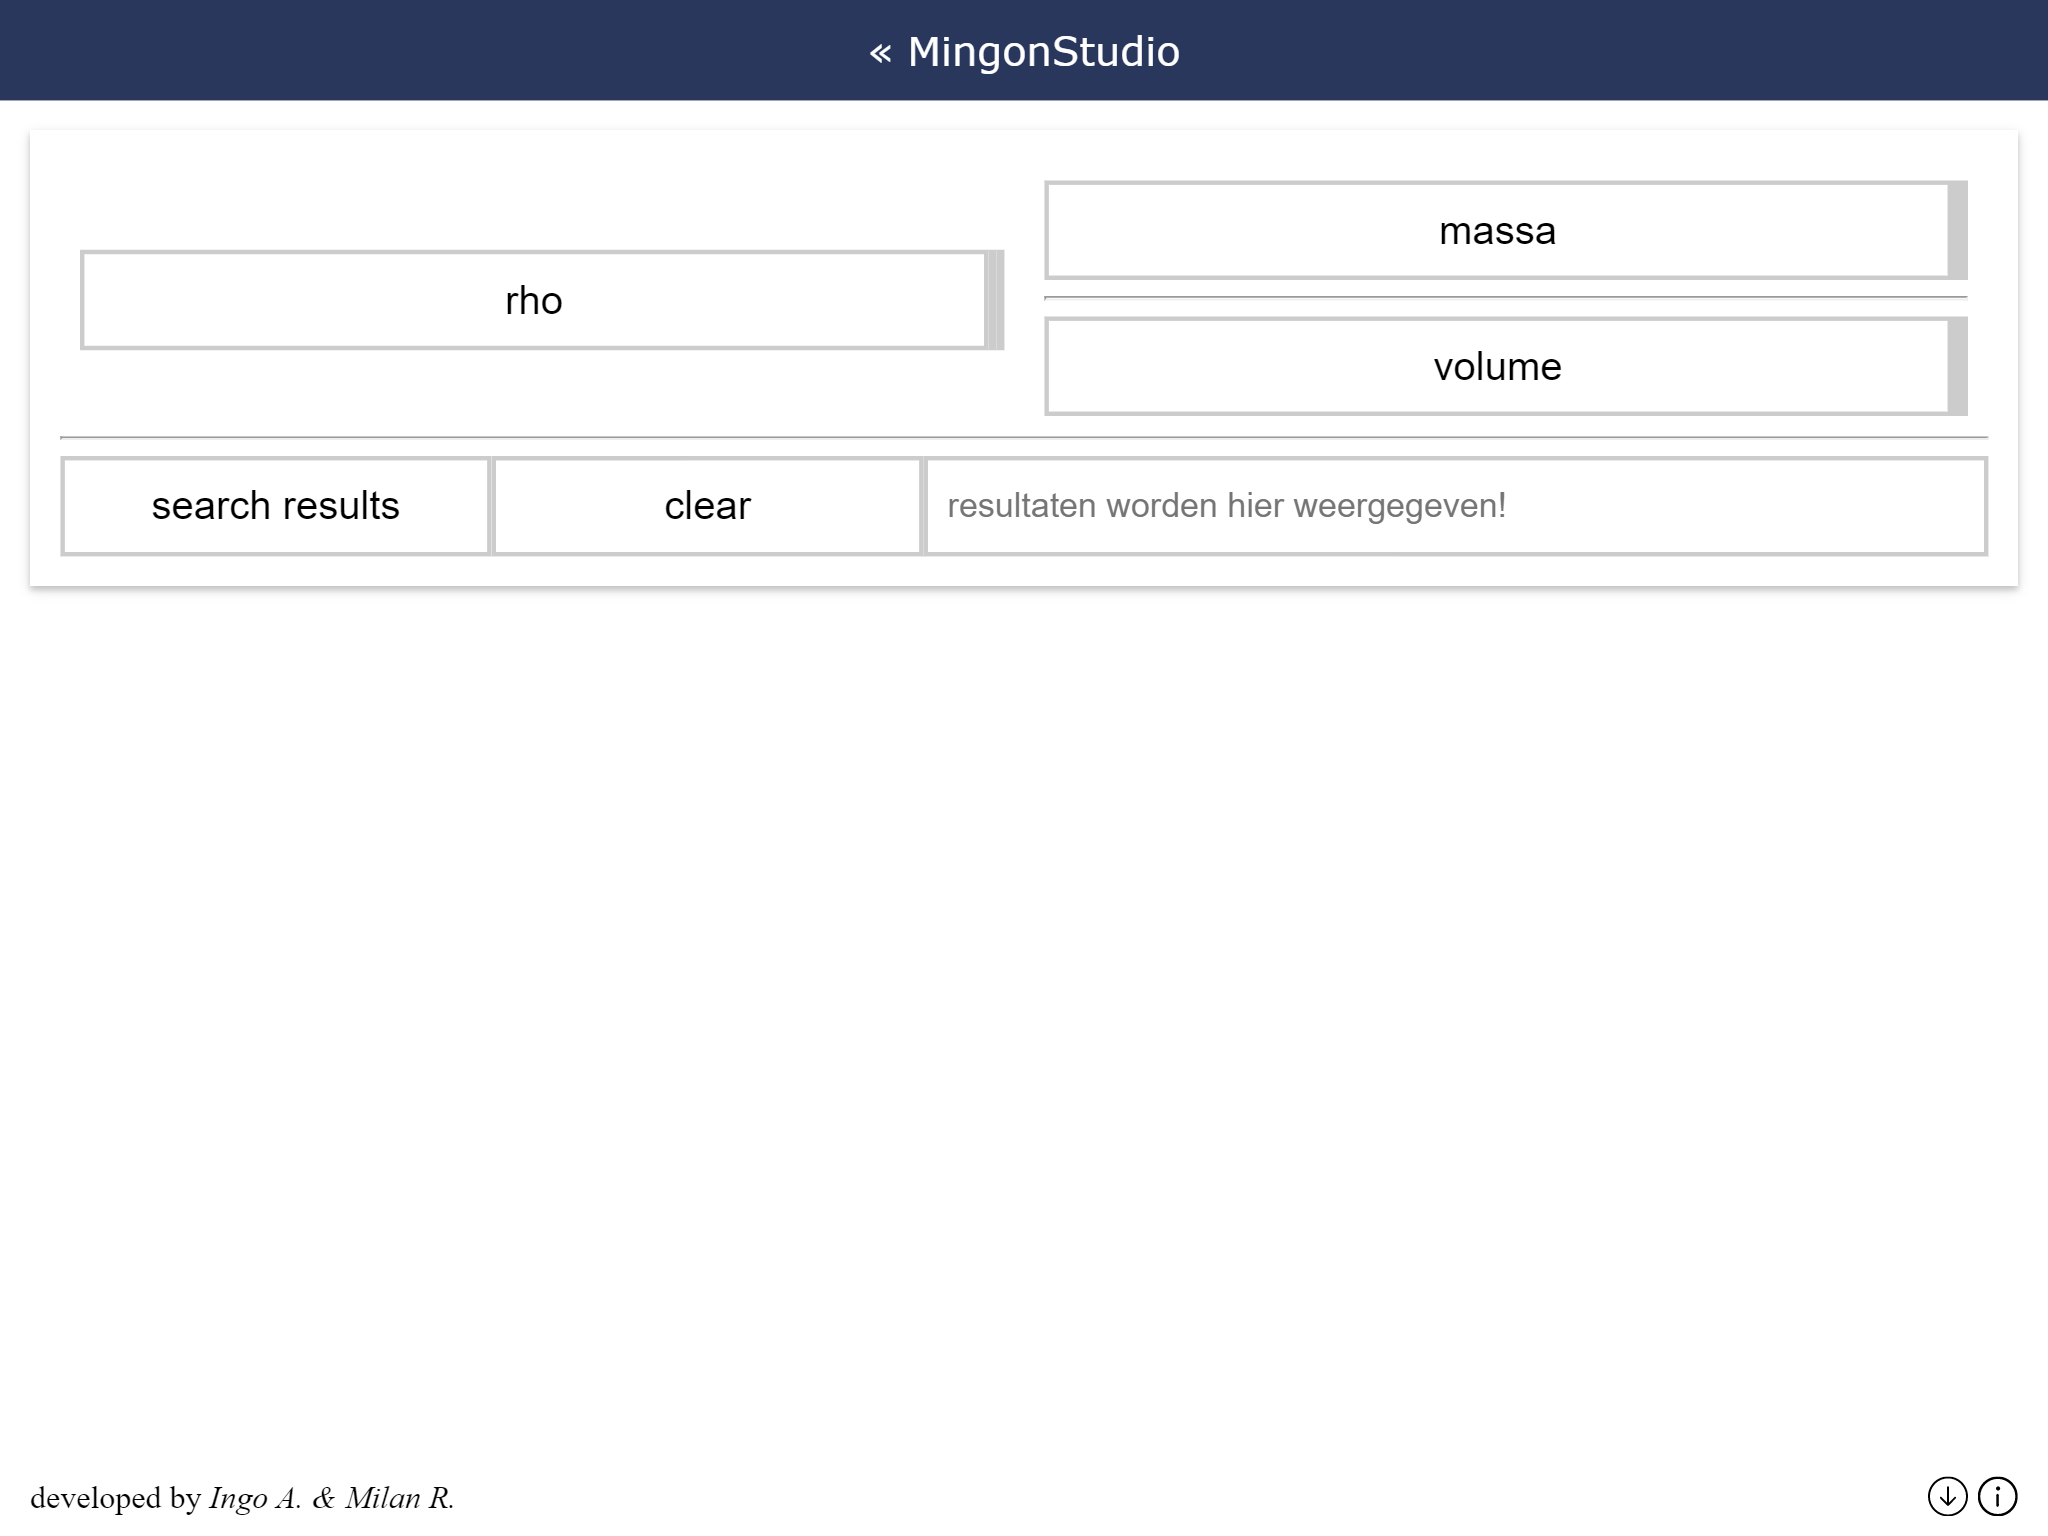 « MingonStudio
rho
massa
volume
search results
clear
resultaten worden hier weergegeven!
developed by Ingo A. & Milan R.